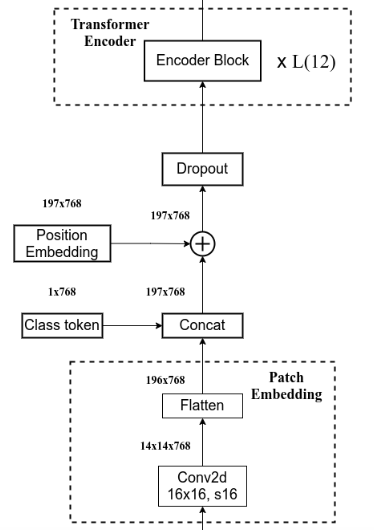 Transformer
Encoder
Encoder Block
x L(12)
Dropout
197x768
197x768
Position
Embedding
+
1x768
197x768
Class token
Concat
196x768
Patch
Embedding
Flatten
14x14x768
Conv2d
16x16, s16